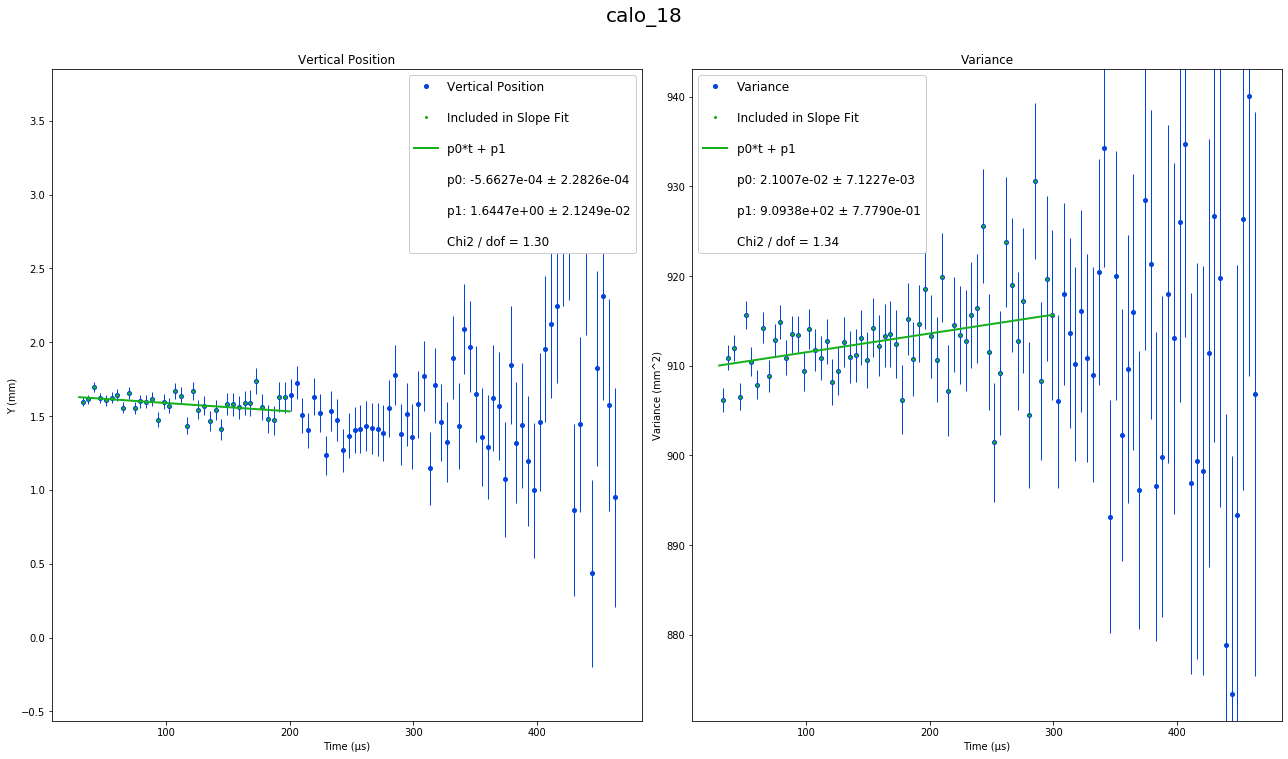 calo_18
Vertical Position
Vertical Position
Included in Slope Fit
p0*t + p1
p0: -5.6627e-04 ± 2.2826e-04
p1: 1.6447e+00 ± 2.1249e-02
Chi2 / dof = 1.30
3.5
3.0
2.5
2.0
1.5
1.0
0.5
0.0
-0.5
Y (mm)
100
200
300
400
Time (μs)
Variance
Variance
Included in Slope Fit
p0*t + p1
p0: 2.1007e-02 ± 7.1227e-03
p1: 9.0938e+02 ± 7.7790e-01
Chi2 / dof = 1.34
940
930
920
910
900
890
880
Variance (mm^2)
100
200
300
400
Time (μs)